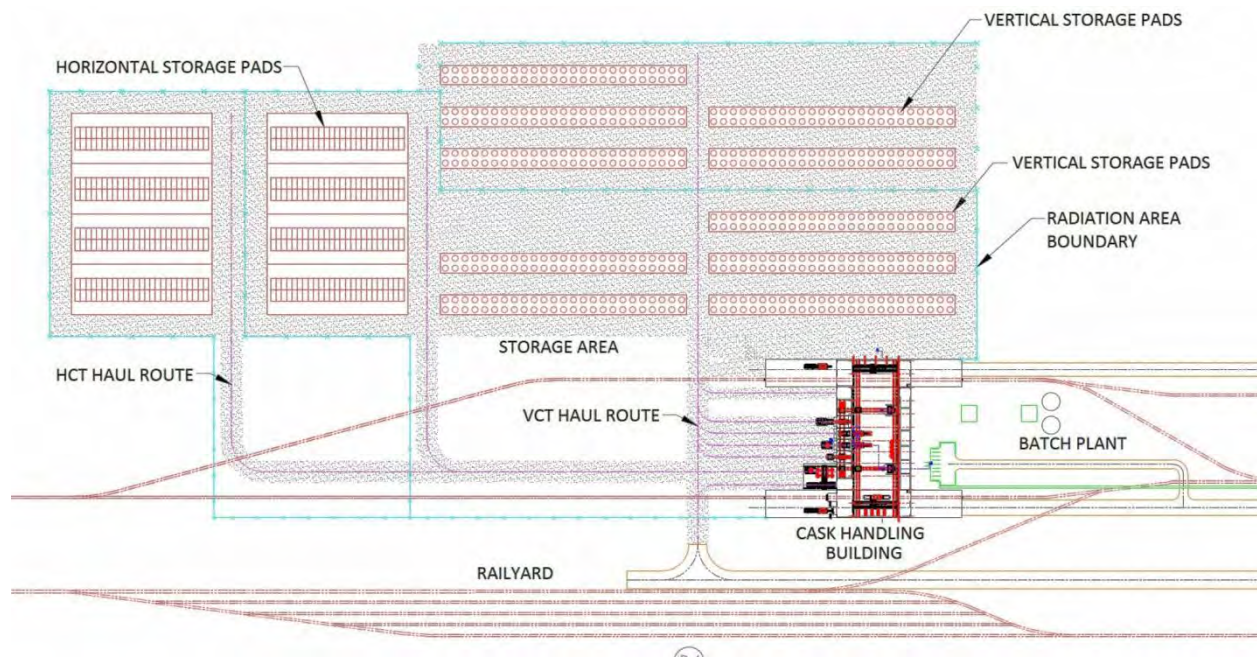 VERTICAL STORAGE PADS
HORIZONTAL STORAGE PADS
VERTICAL STORAGE PADS
RADIATION AREA
BOUNDARY
STORAGE AREA
HCT HAUL ROUTE
VCT HAUL ROUTE
BATCH PLANT
CASK HANDLING
BUILDING
RAILYARD